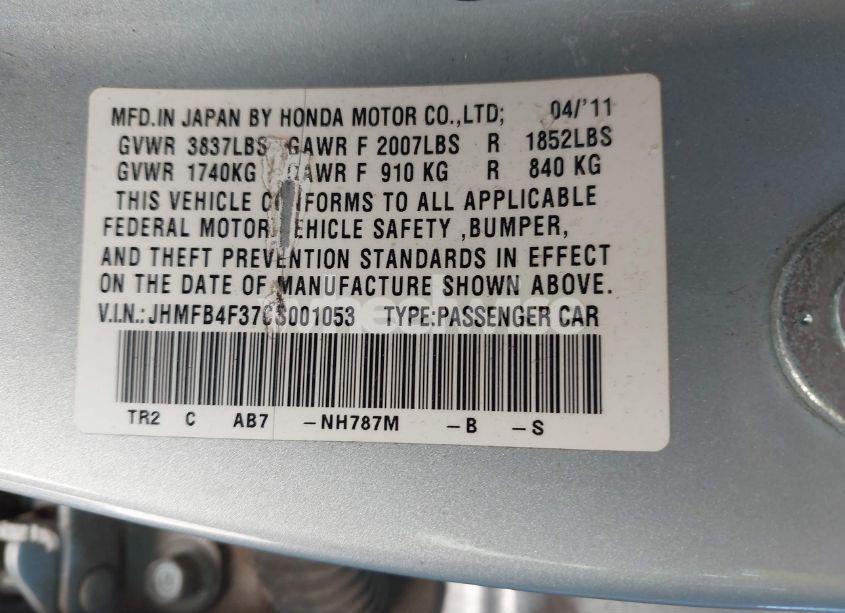 MFD.IN JAPAN BY HONDA MOTOR CO.,LTD; 04/'11
GVWR 3837LBS GAWR F 2007LBS R 1852LBS
GVWR 1740KG GAWR F 910 KG R 840 KG
THIS VEHICLE CONFORMS TO ALL APPLICABLE
FEDERAL MOTOR VEHICLE SAFETY ,BUMPER,
AND THEFT PREVENTION STANDARDS IN EFFECT
ON THE DATE OF MANUFACTURE SHOWN ABOVE.
V.I.N.:JHMFB4F37CS001053 TYPE:PASSENGER CAR
TR2 C AB7 -NH787M -B -S